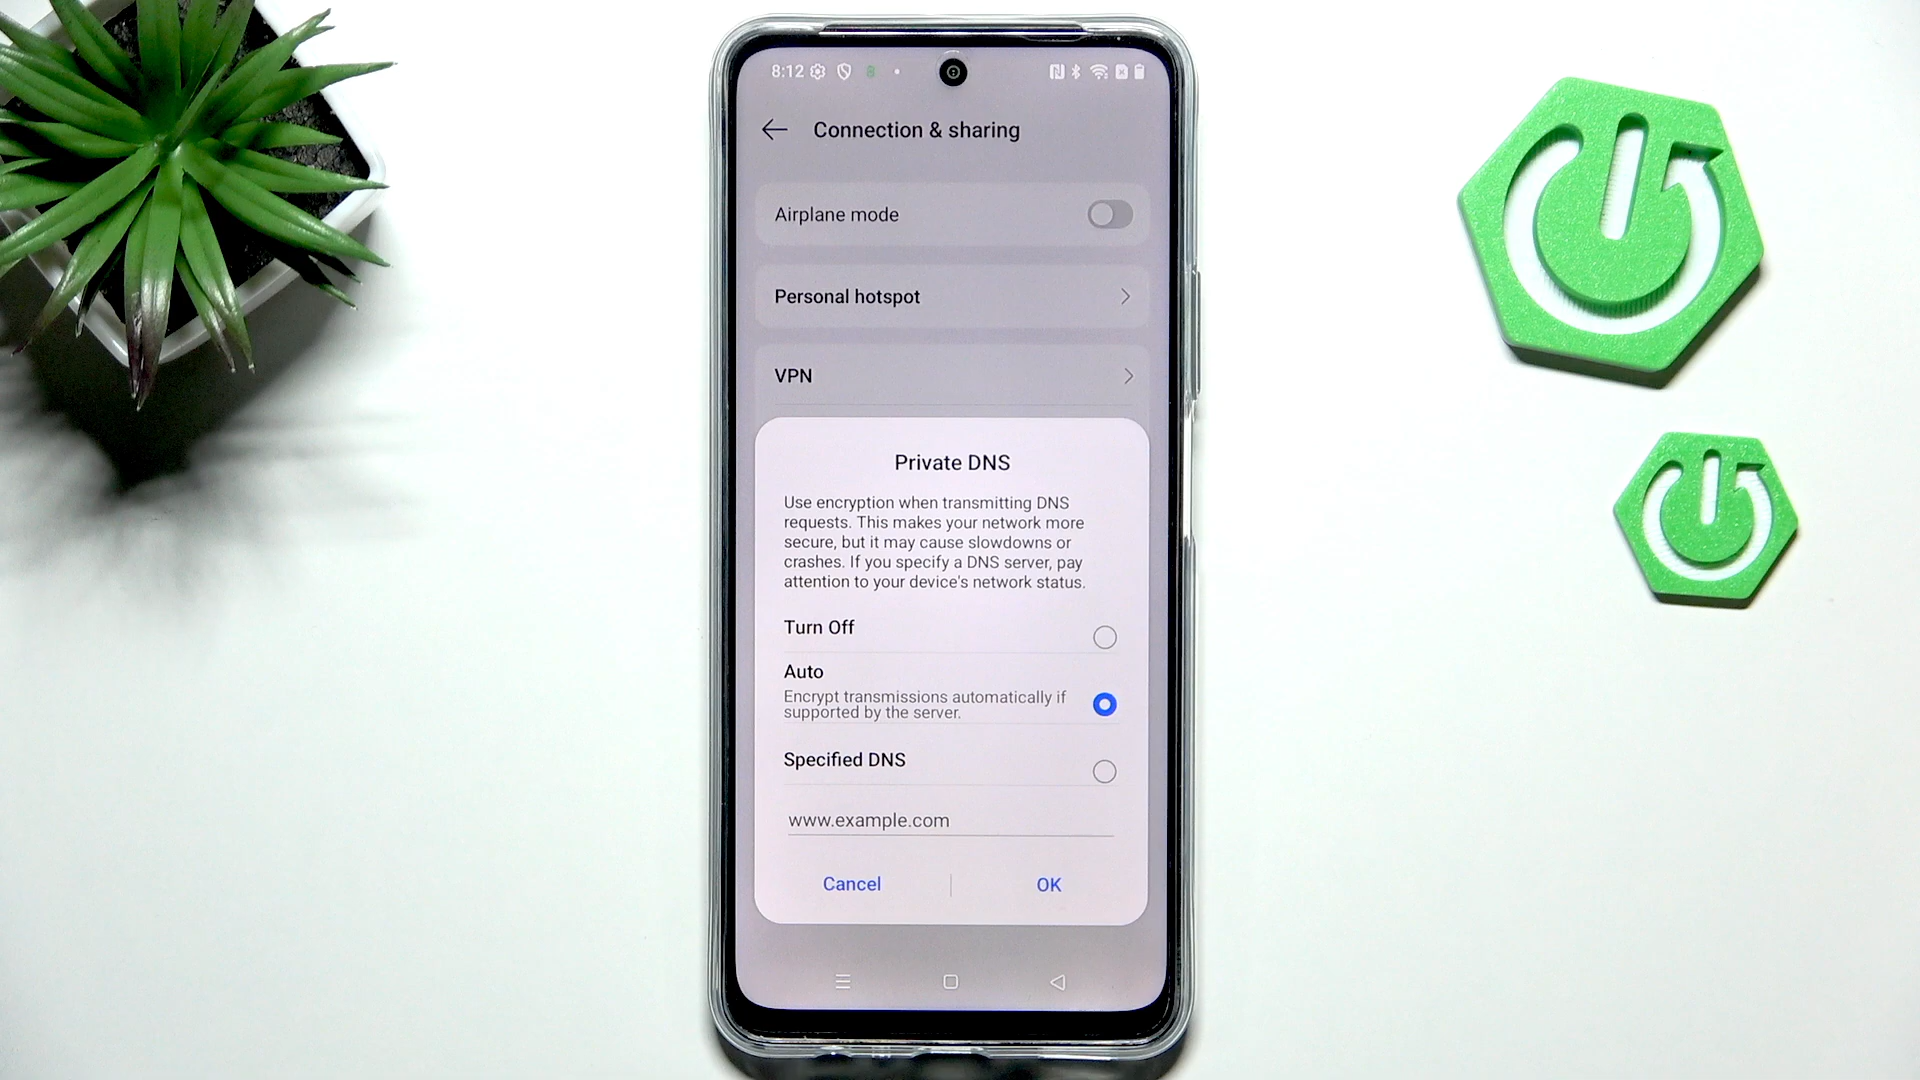 8:12
Connection & sharing
Airplane mode
Personal hotspot
VPN
Private DNS
Use encryption when transmitting DNS
requests. This makes your network more
secure, but it may cause slowdowns or
crashes. If you specify a DNS server, pay
attention to your device's network status.
Turn Off
Auto
Encrypt transmissions automatically if
supported by the server.
Specified DNS
www.example.com
Cancel
OK